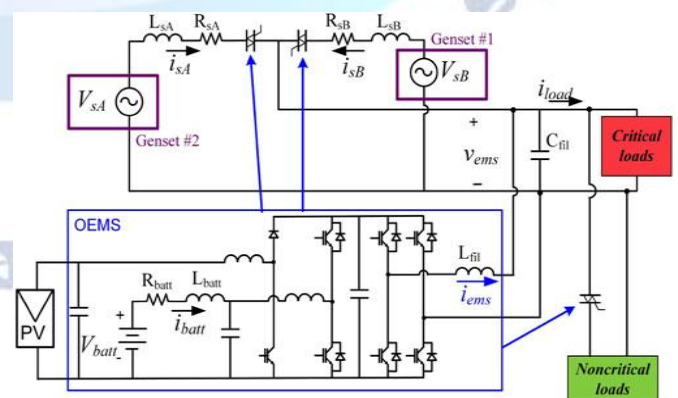 LsA RsA RsB LsB
Genset #1
isA isB
VsA
VsB
Genset #2
iload
+
vems
−
Cfil
Critical
loads
OEMS
Rbatt Lbatt
Lfil
iems
+
ibatt
Vbatt
-
PV
Noncritical
loads